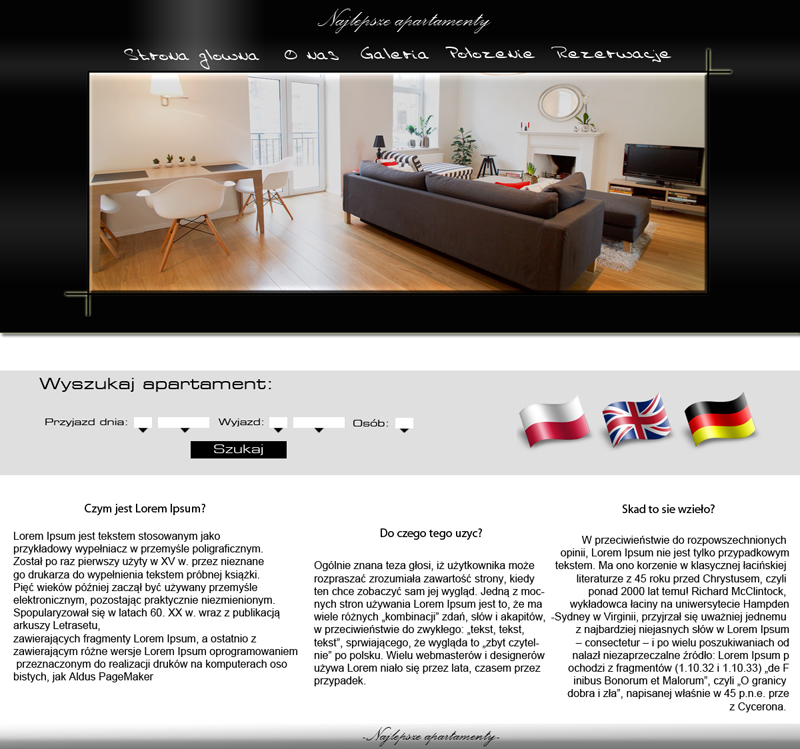 Najlepsze apartamenty
Strona glowna O nas Galeria Polozenie Rezerwacje
Wyszukaj apartament:
Przyjazd dnia: Wyjazd: Osób:
Szukaj
Czym jest Lorem Ipsum?
Lorem Ipsum jest tekstem stosowanym jako
przykładowy wypełniacz w przemyśle poligraficznym.
Został po raz pierwszy użyty w XV w. przez nieznane
go drukarza do wypełnienia tekstem próbnej książki.
Pięć wieków później zaczął być używany przemyśle
elektronicznym, pozostając praktycznie niezmienionym.
Spopularyzował się w latach 60. XX w. wraz z publikacją
arkuszy Letrasetu,
zawierających fragmenty Lorem Ipsum, a ostatnio z
zawierającym różne wersje Lorem Ipsum oprogramowaniem
przeznaczonym do realizacji druków na komputerach oso
bistych, jak Aldus PageMaker
Do czego tego uzyc?
Ogólnie znana teza głosi, iż użytkownika może
rozpraszać zrozumiała zawartość strony, kiedy
ten chce zobaczyć sam jej wygląd. Jedną z moc-
nych stron używania Lorem Ipsum jest to, że ma
wiele różnych „kombinacji” zdań, słów i akapitów,
w przeciwieństwie do zwykłego: „tekst, tekst,
tekst”, sprwiającego, że wygląda to „zbyt czytel-
nie” po polsku. Wielu webmasterów i designerów
używa Lorem niało się przez lata, czasem przez
przypadek.
Skad to sie wzieło?
W przeciwieństwie do rozpowszechnionych
opinii, Lorem Ipsum nie jest tylko przypadkowym
tekstem. Ma ono korzenie w klasycznej łacińskiej
literaturze z 45 roku przed Chrystusem, czyli
ponad 2000 lat temu! Richard McClintock,
wykładowca łaciny na uniwersytecie Hampden
-Sydney w Virginii, przyjrzał się uważniej jednemu
z najbardziej niejasnych słów w Lorem Ipsum
– consectetur – i po wielu poszukiwaniach od
nalazł niezaprzeczalne źródło: Lorem Ipsum p
ochodzi z fragmentów (1.10.32 i 1.10.33) „de F
inibus Bonorum et Malorum”, czyli „O granicy
dobra i zła”, napisanej właśnie w 45 p.n.e. prze
z Cycerona.
-Najlepsze apartamenty-